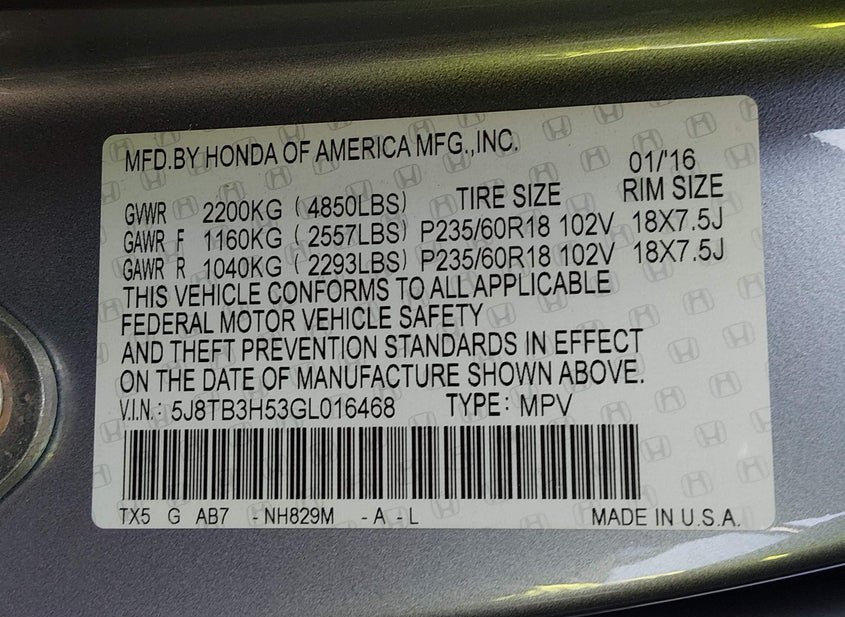 MFD.BY HONDA OF AMERICA MFG.,INC.
01/'16
GVWR 2200KG ( 4850LBS) TIRE SIZE RIM SIZE
GAWR F 1160KG ( 2557LBS) P235/60R18 102V 18X7.5J
GAWR R 1040KG ( 2293LBS) P235/60R18 102V 18X7.5J
THIS VEHICLE CONFORMS TO ALL APPLICABLE
FEDERAL MOTOR VEHICLE SAFETY
AND THEFT PREVENTION STANDARDS IN EFFECT
ON THE DATE OF MANUFACTURE SHOWN ABOVE.
V.I.N.: 5J8TB3H53GL016468 TYPE: MPV
TX5 G AB7 -NH829M -A -L MADE IN U.S.A.